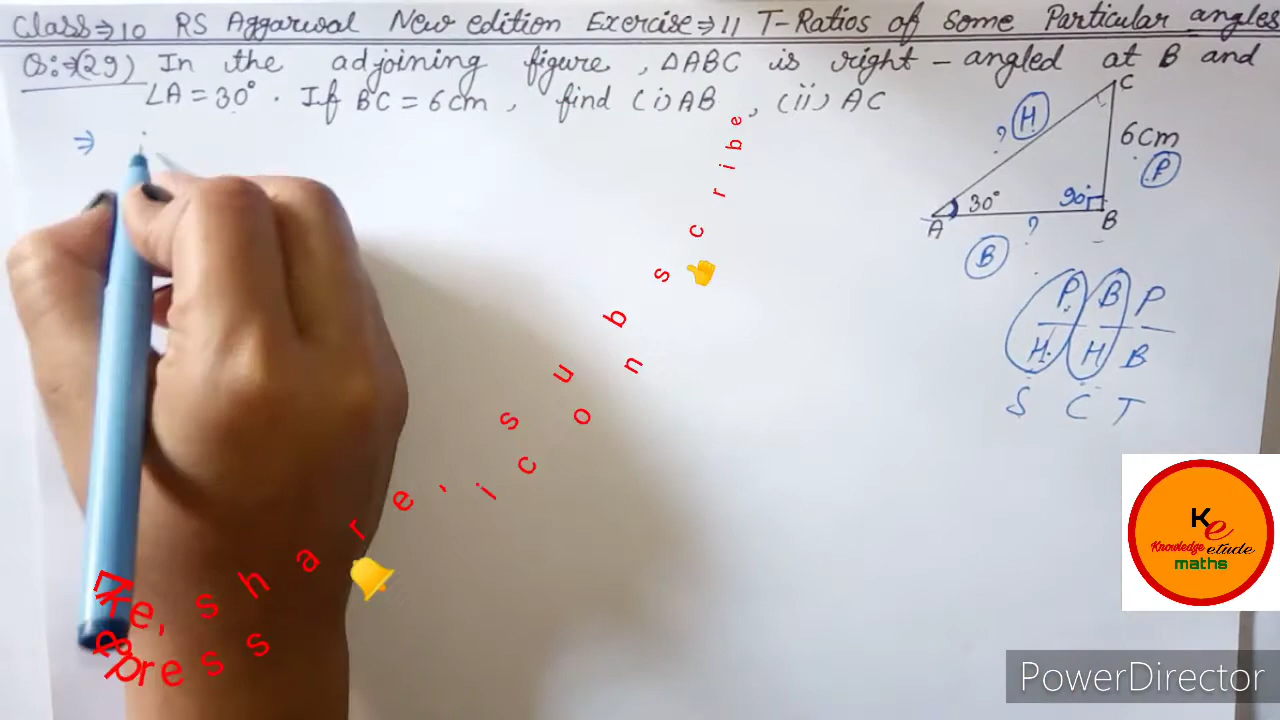 Class⇒10 RS Aggarwal New edition Exercise⇒11 T-Ratios of Some Particular angles
Q:⇒(29) In the adjoining figure, ΔABC is right-angled at B and
∠A = 30°. If BC = 6cm, find (i) AB, (ii) AC
⇒
C
H
?
6cm
P
30°
90°
A
B
?
B
P B P
H H B
S C T
like, share, subscribe
& press icon
Ke
Knowledge etude
maths
PowerDirector